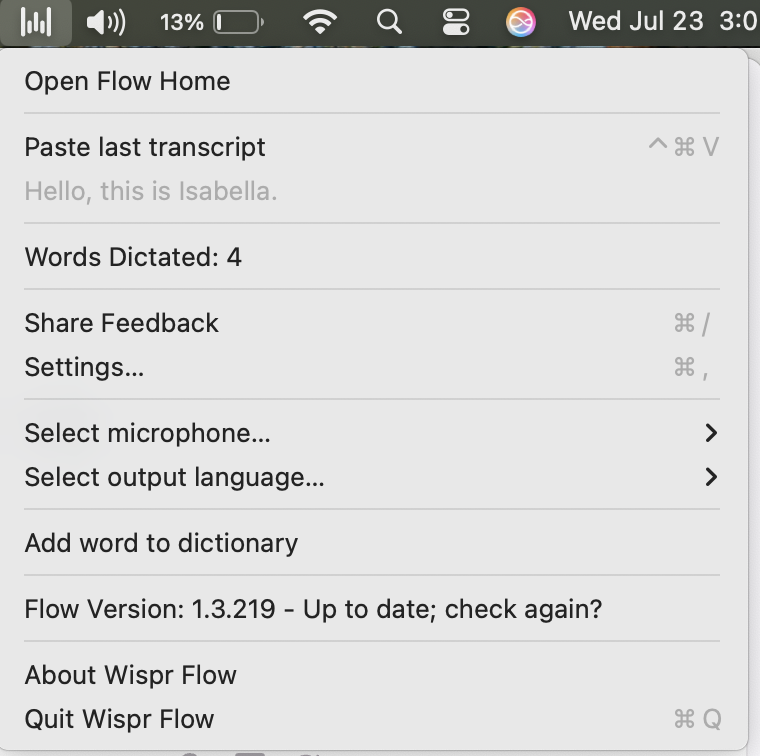 13% Wed Jul 23 3:0
Open Flow Home
Paste last transcript ^ ⌘ V
Hello, this is Isabella.
Words Dictated: 4
Share Feedback ⌘ /
Settings... ⌘ ,
Select microphone...
Select output language...
Add word to dictionary
Flow Version: 1.3.219 - Up to date; check again?
About Wispr Flow
Quit Wispr Flow ⌘ Q